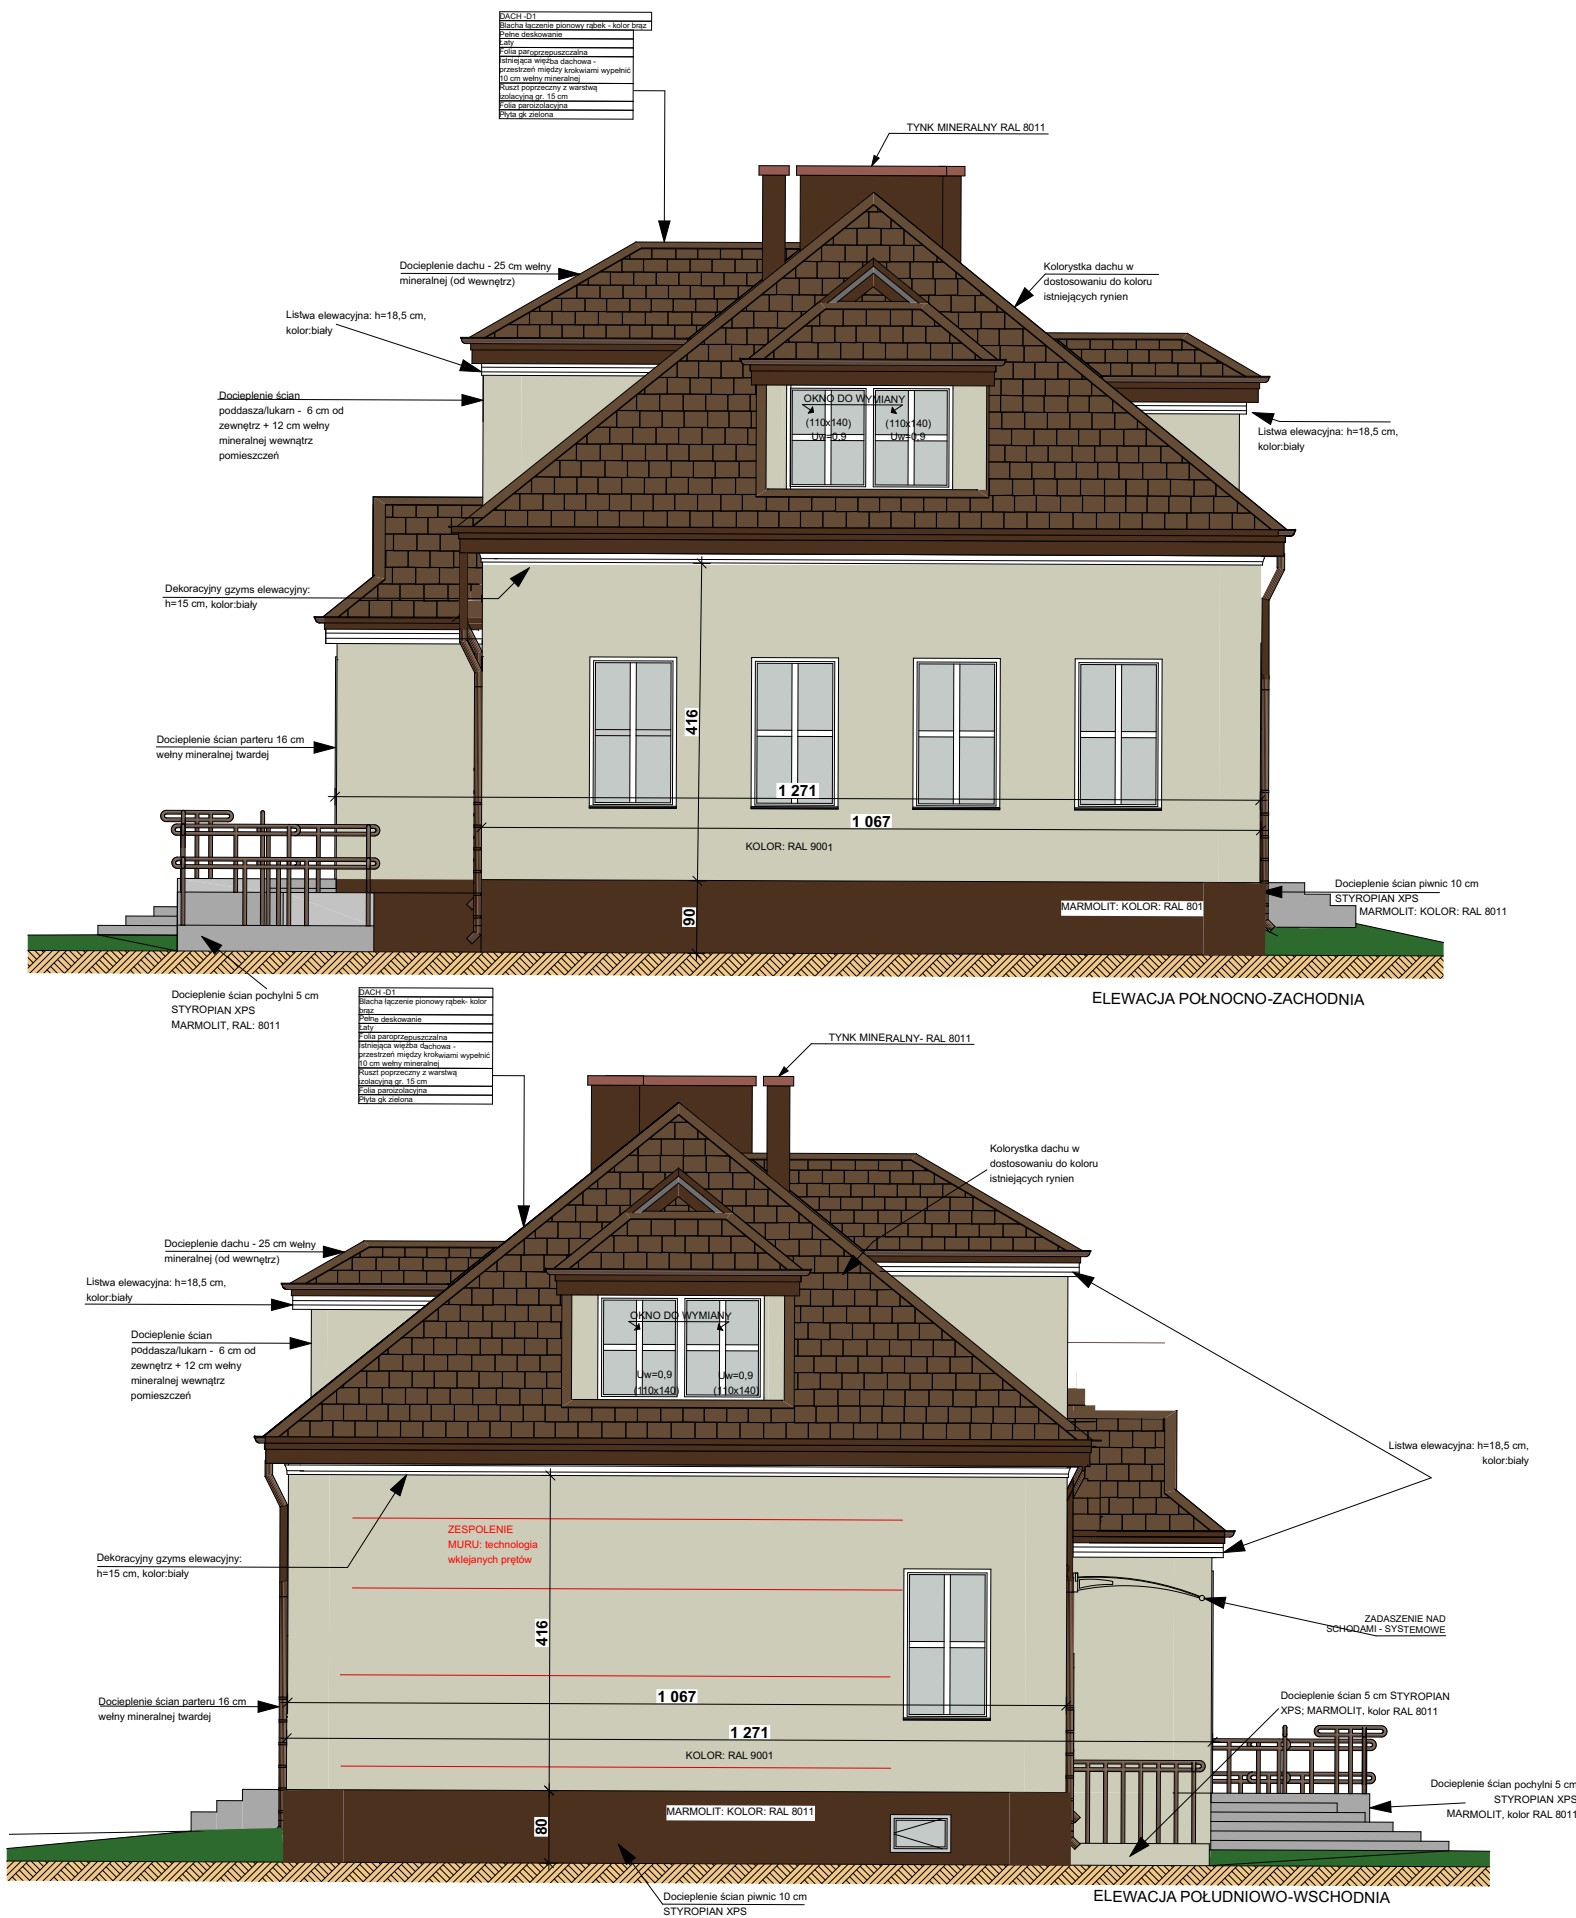 DACH -D1
Blacha łączenie pionowy rąbek - kolor brąz
Pełne deskowanie
Łaty
Folia paroprzepuszczalna
Istniejąca więźba dachowa -
przestrzeń między krokwiami wypełnić
10 cm wełny mineralnej
Ruszt poprzeczny z warstwą
izolacyjną gr. 15 cm
Folia paroizolacyjna
Płyta gk zielona
TYNK MINERALNY RAL 8011
Docieplenie dachu - 25 cm wełny
mineralnej (od wewnętrz)
Kolorystka dachu w
dostosowaniu do koloru
istniejących rynien
Listwa elewacyjna: h=18,5 cm,
kolor:biały
Docieplenie ścian
poddasza/lukarn - 6 cm od
zewnętrz + 12 cm wełny
mineralnej wewnątrz
pomieszczeń
OKNO DO WYMIANY
(110x140)
Uw=0,9
(110x140)
Uw=0,9
Listwa elewacyjna: h=18,5 cm,
kolor:biały
Dekoracyjny gzyms elewacyjny:
h=15 cm, kolor:biały
416
Docieplenie ścian parteru 16 cm
wełny mineralnej twardej
1 271
1 067
KOLOR: RAL 9001
90
MARMOLIT: KOLOR: RAL 801
Docieplenie ścian piwnic 10 cm
STYROPIAN XPS
MARMOLIT: KOLOR: RAL 8011
Docieplenie ścian pochylni 5 cm
STYROPIAN XPS
MARMOLIT, RAL: 8011
ELEWACJA POŁNOCNO-ZACHODNIA
DACH -D1
Blacha łączenie pionowy rąbek- kolor
brąz
Pełne deskowanie
Łaty
Folia paroprzepuszczalna
Istniejąca więźba dachowa -
przestrzeń między krokwiami wypełnić
10 cm wełny mineralnej
Ruszt poprzeczny z warstwą
izolacyjną gr. 15 cm
Folia paroizolacyjna
Płyta gk zielona
TYNK MINERALNY- RAL 8011
Kolorystka dachu w
dostosowaniu do koloru
istniejących rynien
Docieplenie dachu - 25 cm wełny
mineralnej (od wewnętrz)
Listwa elewacyjna: h=18,5 cm,
kolor:biały
Docieplenie ścian
poddasza/lukarn - 6 cm od
zewnętrz + 12 cm wełny
mineralnej wewnątrz
pomieszczeń
OKNO DO WYMIANY
Uw=0,9
(110x140)
Uw=0,9
(110x140)
Listwa elewacyjna: h=18,5 cm,
kolor:biały
ZESPOLENIE
MURU: technologia
wklejanych prętów
Dekoracyjny gzyms elewacyjny:
h=15 cm, kolor:biały
416
ZADASZENIE NAD
SCHODAMI - SYSTEMOWE
Docieplenie ścian parteru 16 cm
wełny mineralnej twardej
1 067
1 271
KOLOR: RAL 9001
Docieplenie ścian 5 cm STYROPIAN
XPS; MARMOLIT, kolor RAL 8011
80
MARMOLIT: KOLOR: RAL 8011
Docieplenie ścian pochylni 5 cm
STYROPIAN XPS
MARMOLIT, kolor RAL 8011
Docieplenie ścian piwnic 10 cm
STYROPIAN XPS
ELEWACJA POŁUDNIOWO-WSCHODNIA